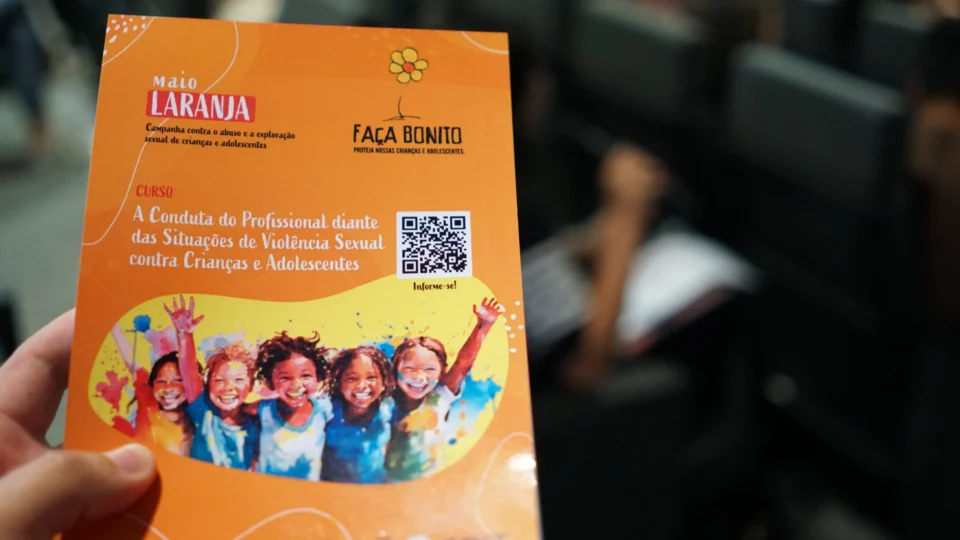 maio
LARANJA
Campanha contra o abuso e a exploração
sexual de crianças e adolescentes
FAÇA BONITO
PROTEJA NOSSAS CRIANÇAS E ADOLESCENTES.
CURSO
A Conduta do Profissional diante
das Situações de Violência Sexual
contra Crianças e Adolescentes
Informe-se!